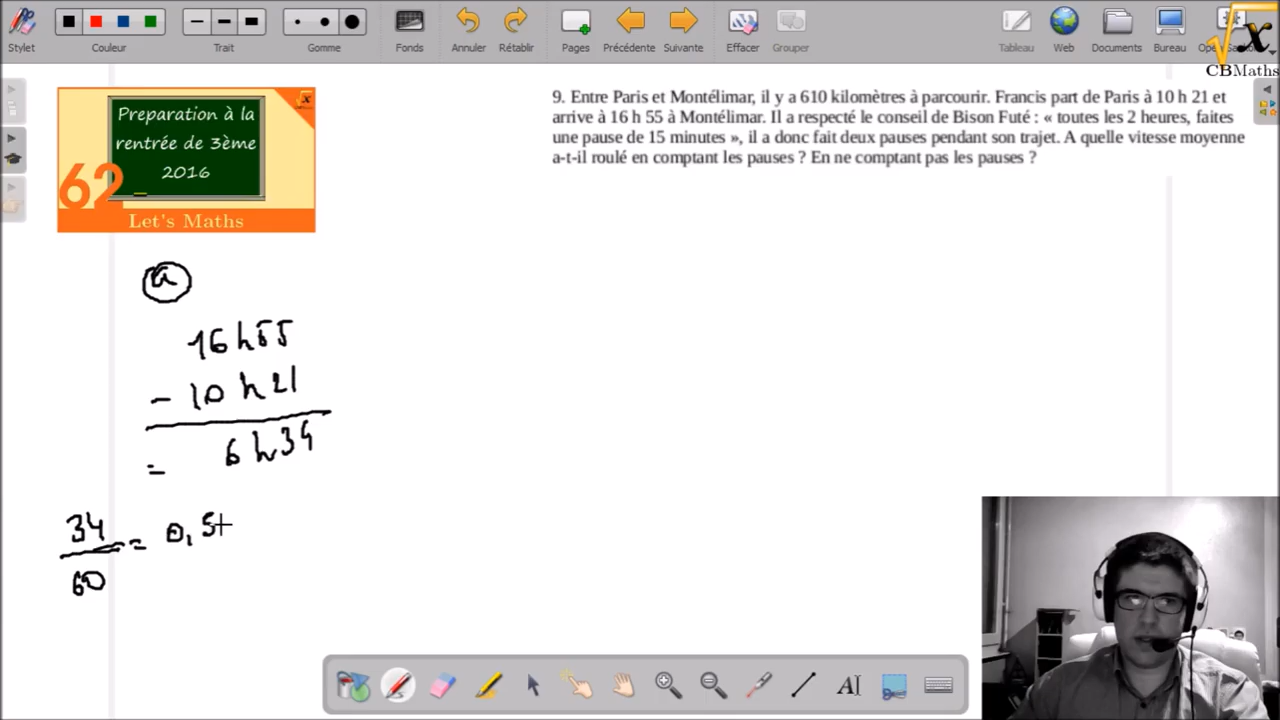 Stylet
Couleur
Trait
Gomme
Fonds
Annuler
Rétablir
Pages
Précédente
Suivante
Effacer
Grouper
Tableau
Web
Documents
Bureau
CBMaths
Preparation à la
rentrée de 3ème
2016
62
Let's Maths
9. Entre Paris et Montélimar, il y a 610 kilomètres à parcourir. Francis part de Paris à 10 h 21 et
arrive à 16 h 55 à Montélimar. Il a respecté le conseil de Bison Futé : « toutes les 2 heures, faites
une pause de 15 minutes », il a donc fait deux pauses pendant son trajet. A quelle vitesse moyenne
a-t-il roulé en comptant les pauses ? En ne comptant pas les pauses ?
a
16h55
- 10 h 21
= 6 h 34
34/60 = 0,5